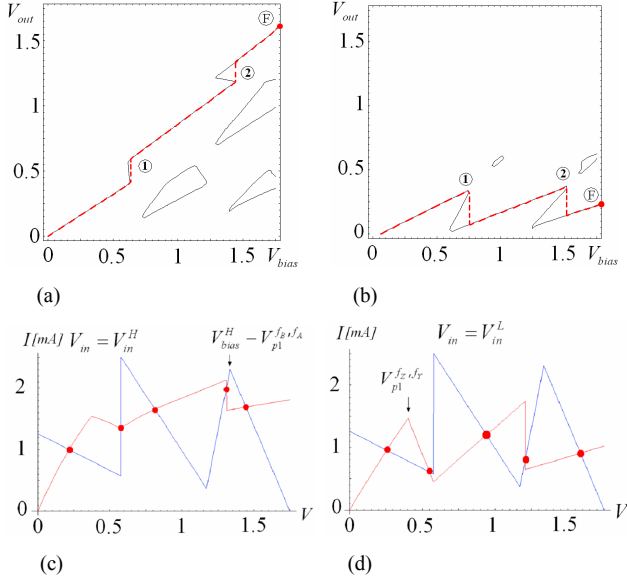 V_out
1.5
1
0.5
0
0.5
1
1.5
V_bias
F
2
1
(a)
V_out
1.5
1
0.5
0
0.5
1
1.5
V_bias
1
2
F
(b)
I [mA] V_in = V_in^H
V_bias^H − V_p1^{f_B, f_A}
2
1
0
0
0.5
1
1.5
V
(c)
I [mA] V_in = V_in^L
V_p1^{f_Z, f_Y}
2
1
0
0
0.5
1
1.5
V
(d)